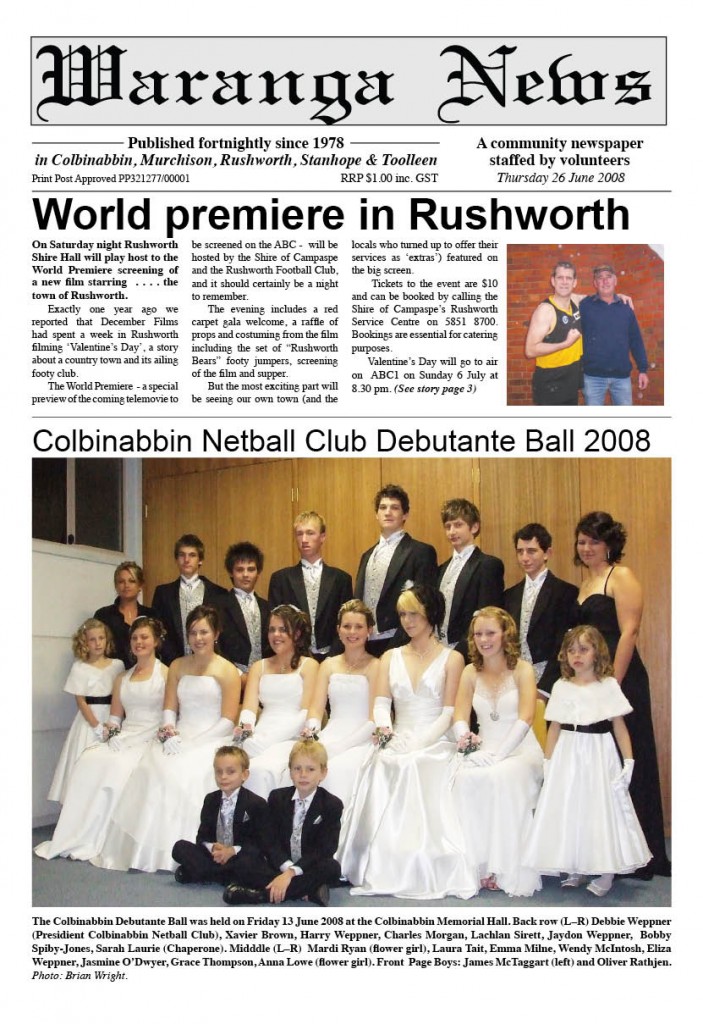 Waranga News
Published fortnightly since 1978
in Colbinabbin, Murchison, Rushworth, Stanhope & Toolleen
Print Post Approved PP321277/00001
RRP $1.00 inc. GST
A community newspaper
staffed by volunteers
Thursday 26 June 2008
World premiere in Rushworth
On Saturday night Rushworth
Shire Hall will play host to the
World Premiere screening of
a new film starring . . . . the
town of Rushworth.
Exactly one year ago we
reported that December Films
had spent a week in Rushworth
filming ‘Valentine’s Day’, a story
about a country town and its ailing
footy club.
The World Premiere - a special
preview of the coming telemovie to
be screened on the ABC - will be
hosted by the Shire of Campaspe
and the Rushworth Football Club,
and it should certainly be a night
to remember.
The evening includes a red
carpet gala welcome, a raffle of
props and costuming from the film
including the set of “Rushworth
Bears” footy jumpers, screening
of the film and supper.
But the most exciting part will
be seeing our own town (and the
locals who turned up to offer their
services as ‘extras’) featured on
the big screen.
Tickets to the event are $10
and can be booked by calling the
Shire of Campaspe’s Rushworth
Service Centre on 5851 8700.
Bookings are essential for catering
purposes.
Valentine’s Day will go to air
on ABC1 on Sunday 6 July at
8.30 pm. (See story page 3)
Colbinabbin Netball Club Debutante Ball 2008
The Colbinabbin Debutante Ball was held on Friday 13 June 2008 at the Colbinabbin Memorial Hall. Back row (L–R) Debbie Weppner
(President Colbinabbin Netball Club), Xavier Brown, Harry Weppner, Charles Morgan, Lachlan Sirett, Jaydon Weppner, Bobby
Spiby-Jones, Sarah Laurie (Chaperone). Midddle (L–R) Mardi Ryan (flower girl), Laura Tait, Emma Milne, Wendy McIntosh, Eliza
Weppner, Jasmine O’Dwyer, Grace Thompson, Anna Lowe (flower girl). Front Page Boys: James McTaggart (left) and Oliver Rathjen.
Photo: Brian Wright.